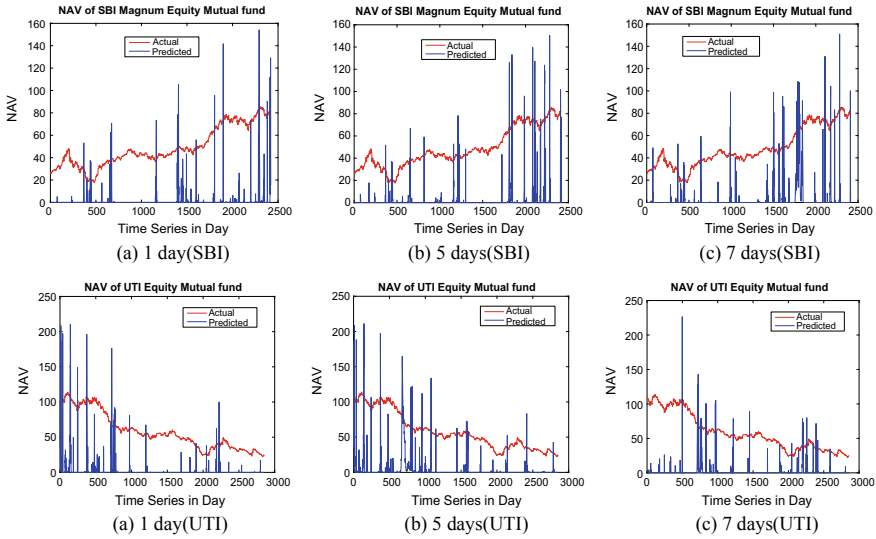 NAV of SBI Magnum Equity Mutual fund
160
140
120
100
80
60
40
20
0
NAV
Actual
Predicted
0 500 1000 1500 2000 2500
Time Series in Day
(a) 1 day(SBI)
NAV of SBI Magnum Equity Mutual fund
160
140
120
100
80
60
40
20
0
NAV
Actual
Predicted
0 500 1000 1500 2000 2500
Time Series in Day
(b) 5 days(SBI)
NAV of SBI Magnum Equity Mutual fund
160
140
120
100
80
60
40
20
0
NAV
Actual
Predicted
0 500 1000 1500 2000 2500
Time Series in Day
(c) 7 days(SBI)
NAV of UTI Equity Mutual fund
250
200
150
100
50
0
NAV
Actual
Predicted
0 500 1000 1500 2000 2500 3000
Time Series in Day
(a) 1 day(UTI)
NAV of UTI Equity Mutual fund
250
200
150
100
50
0
NAV
Actual
Predicted
0 500 1000 1500 2000 2500 3000
Time Series in Day
(b) 5 days(UTI)
NAV of UTI Equity Mutual fund
250
200
150
100
50
0
NAV
Actual
Predicted
0 500 1000 1500 2000 2500 3000
Time Series in Day
(c) 7 days(UTI)